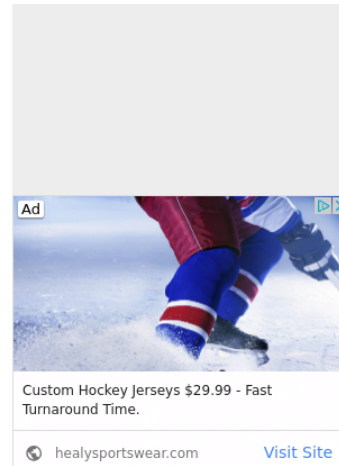 Ad
Custom Hockey Jerseys $29.99 - Fast
Turnaround Time.
healysportswear.com
Visit Site